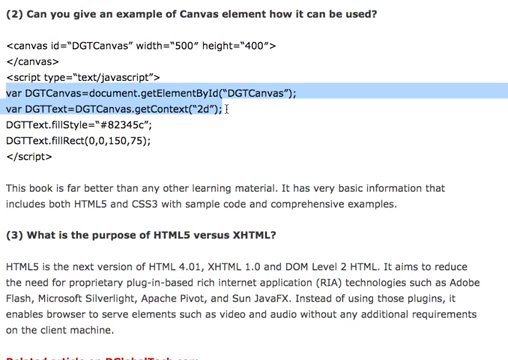 (2) Can you give an example of Canvas element how it can be used?
<canvas id=“DGTCanvas” width=“500” height=“400”>
</canvas>
<script type=“text/javascript”>
var DGTCanvas=document.getElementById(“DGTCanvas”);
var DGTText=DGTCanvas.getContext(“2d”);
DGTText.fillStyle=“#82345c”;
DGTText.fillRect(0,0,150,75);
</script>
This book is far better than any other learning material. It has very basic information that
includes both HTML5 and CSS3 with sample code and comprehensive examples.
(3) What is the purpose of HTML5 versus XHTML?
HTML5 is the next version of HTML 4.01, XHTML 1.0 and DOM Level 2 HTML. It aims to reduce
the need for proprietary plug-in-based rich internet application (RIA) technologies such as Adobe
Flash, Microsoft Silverlight, Apache Pivot, and Sun JavaFX. Instead of using those plugins, it
enables browser to serve elements such as video and audio without any additional requirements
on the client machine.
Related article on DGlobalTech.com